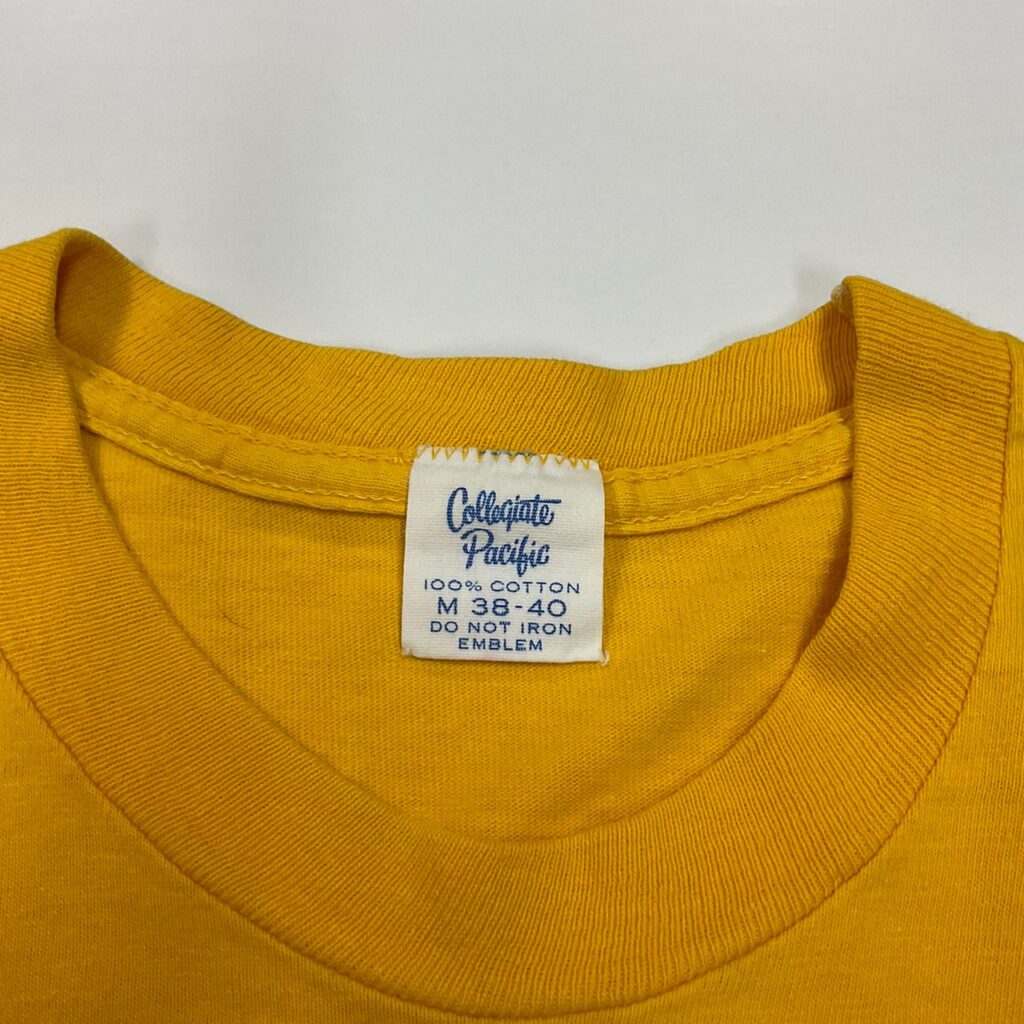 Collegiate
Pacific
100% COTTON
M 38-40
DO NOT IRON
EMBLEM